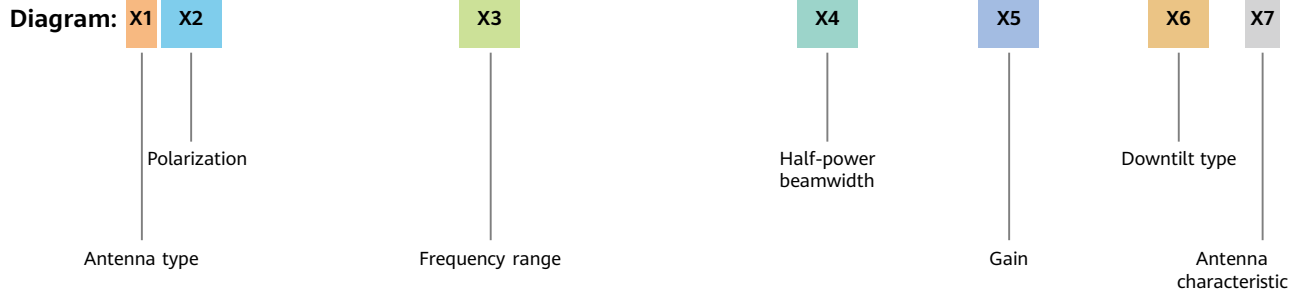 Diagram: X1 X2 X3 X4 X5 X6 X7
Polarization
Half-power
beamwidth
Downtilt type
Antenna type
Frequency range
Gain
Antenna
characteristic